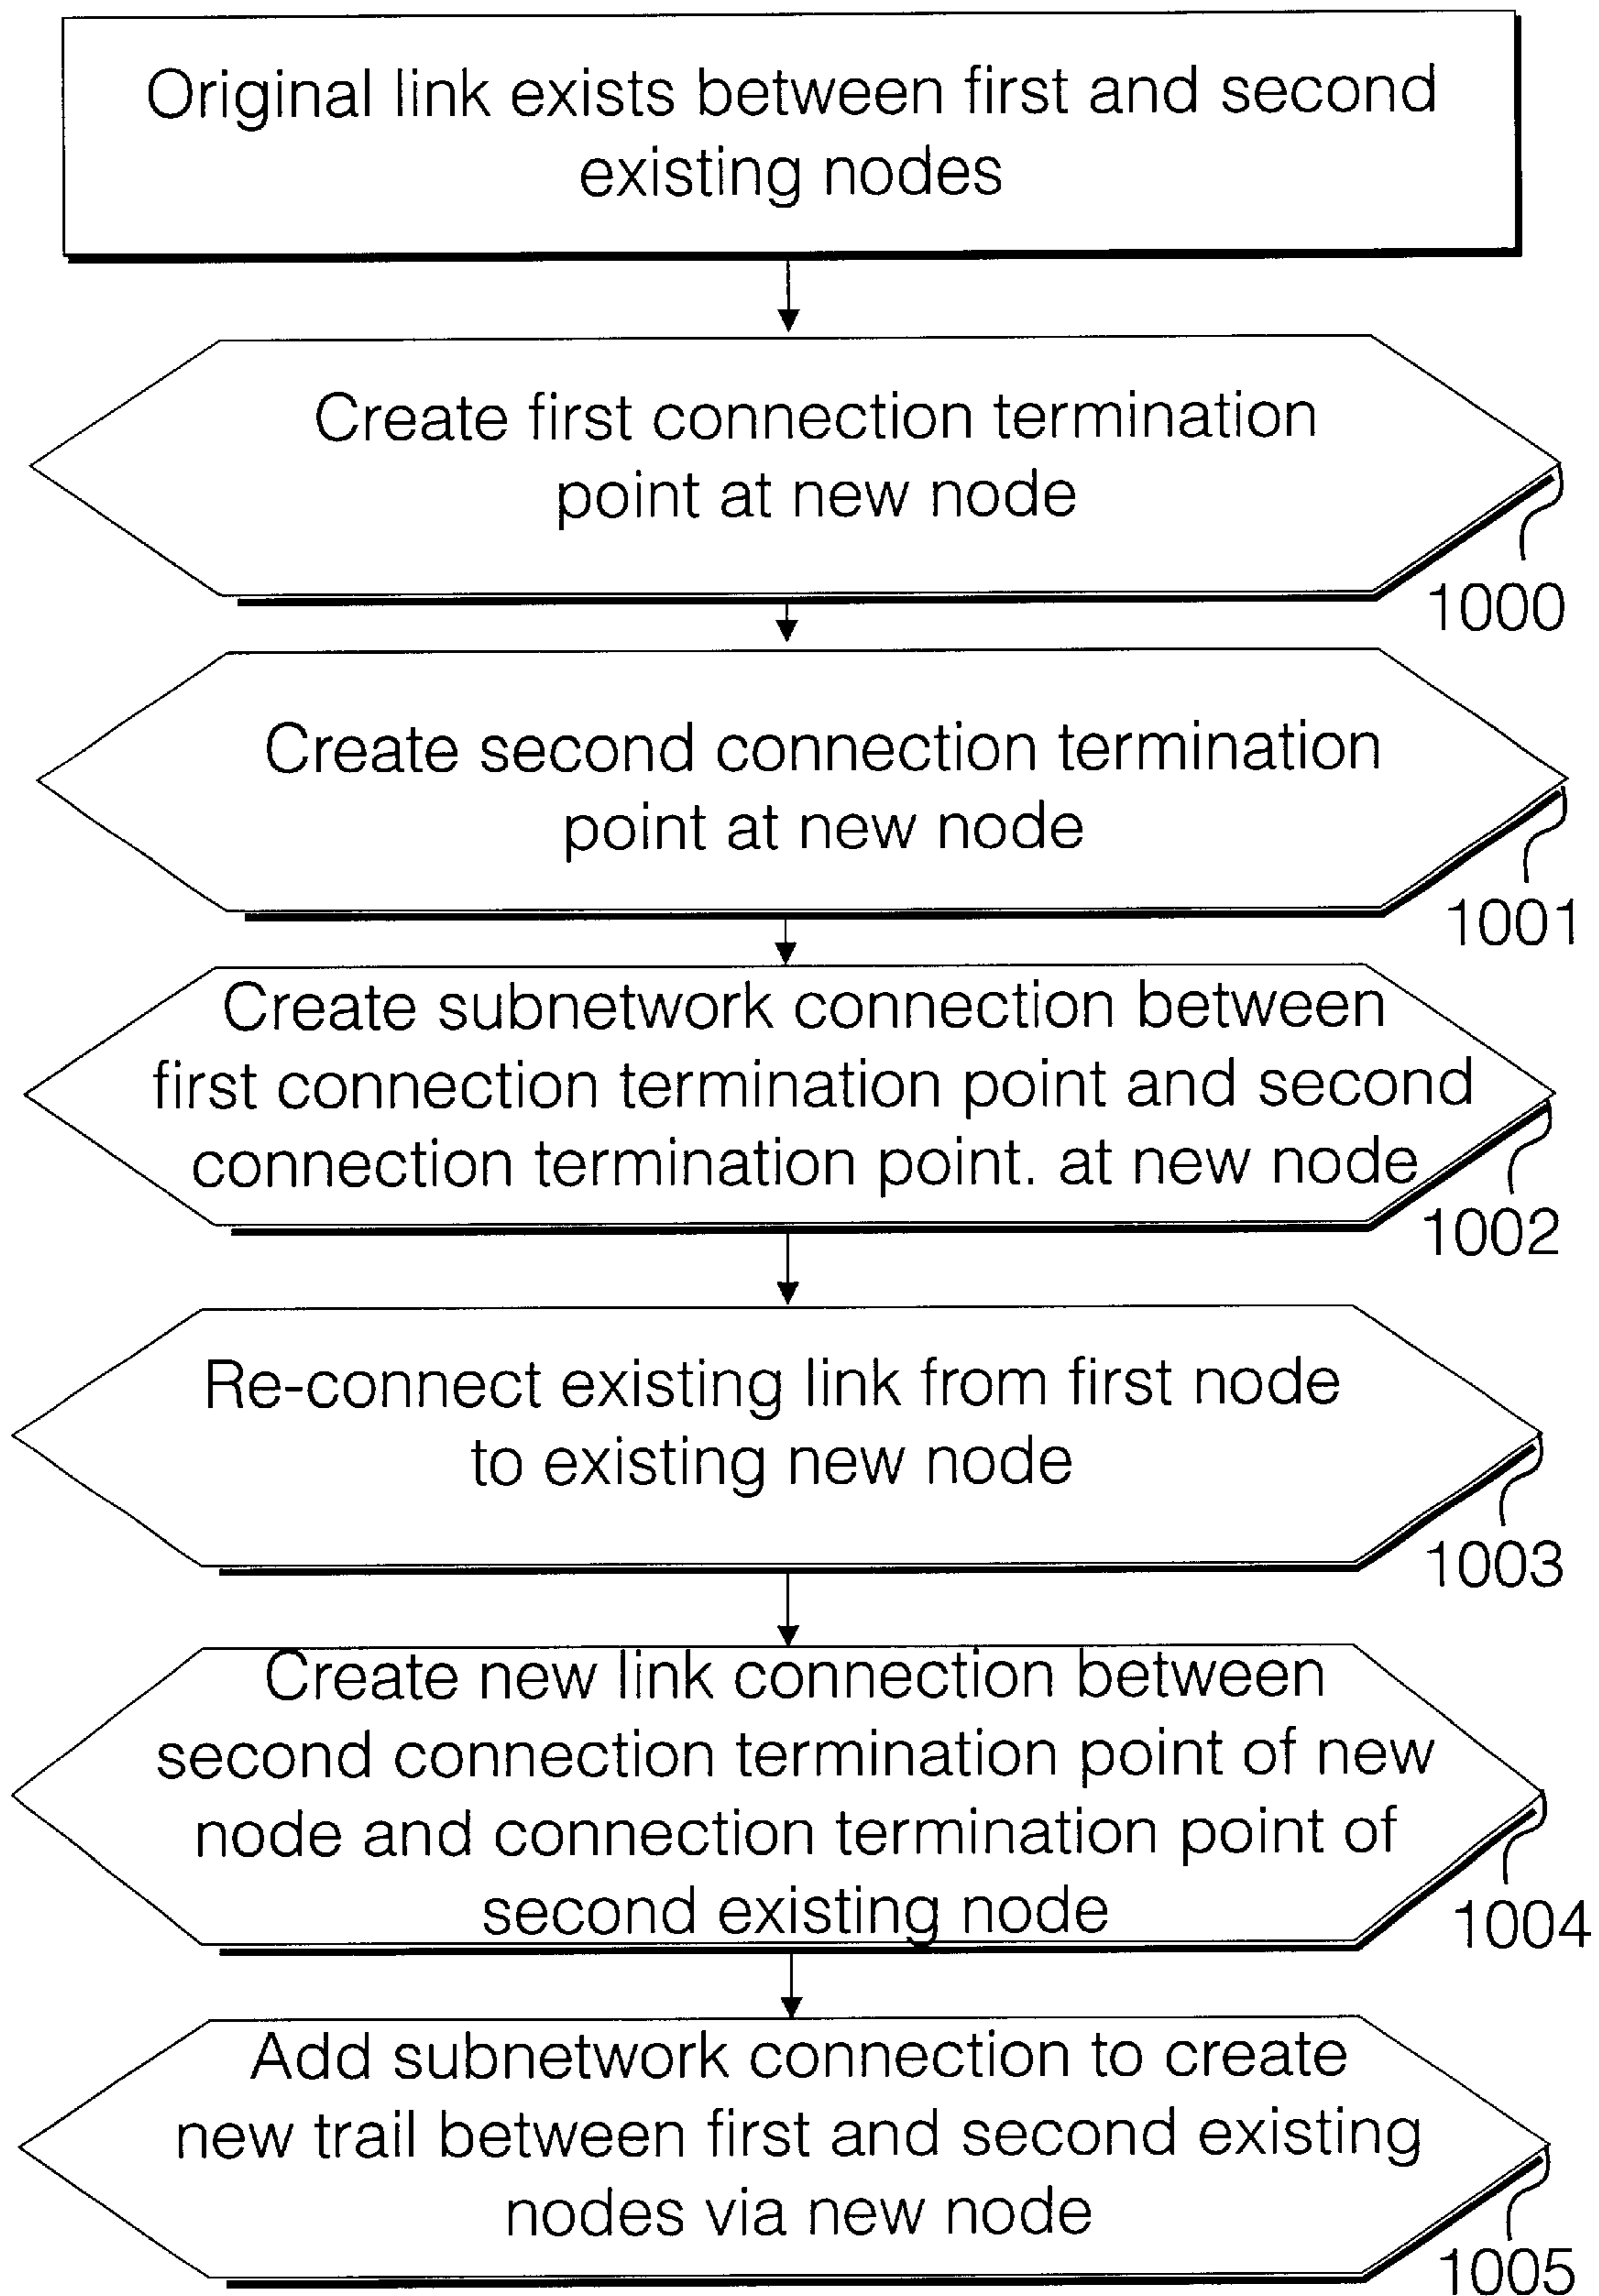 Original link exists between first and second
existing nodes
Create first connection termination
point at new node
1000
Create second connection termination
point at new node
1001
Create subnetwork connection between
first connection termination point and second
connection termination point. at new node
1002
Re-connect existing link from first node
to existing new node
1003
Create new link connection between
second connection termination point of new
node and connection termination point of
second existing node
1004
Add subnetwork connection to create
new trail between first and second existing
nodes via new node
1005